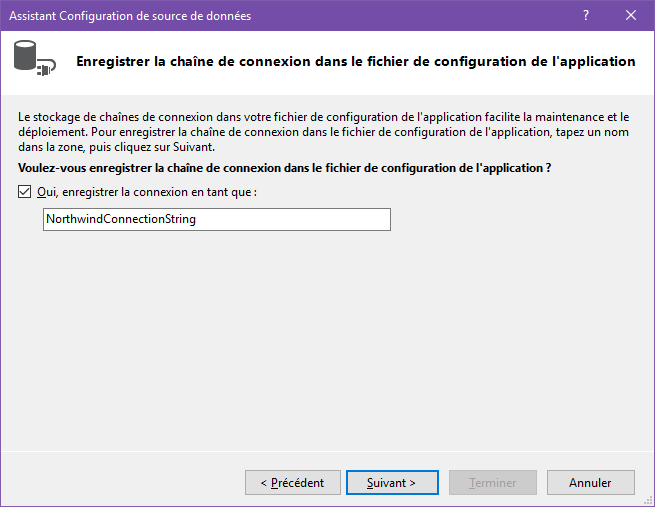 Assistant Configuration de source de données
?
Enregistrer la chaîne de connexion dans le fichier de configuration de l'application
Le stockage de chaînes de connexion dans votre fichier de configuration de l'application facilite la maintenance et le
déploiement. Pour enregistrer la chaîne de connexion dans le fichier de configuration de l'application, tapez un nom
dans la zone, puis cliquez sur Suivant.
Voulez-vous enregistrer la chaîne de connexion dans le fichier de configuration de l'application ?
Oui, enregistrer la connexion en tant que :
NorthwindConnectionString
< Précédent
Suivant >
Terminer
Annuler